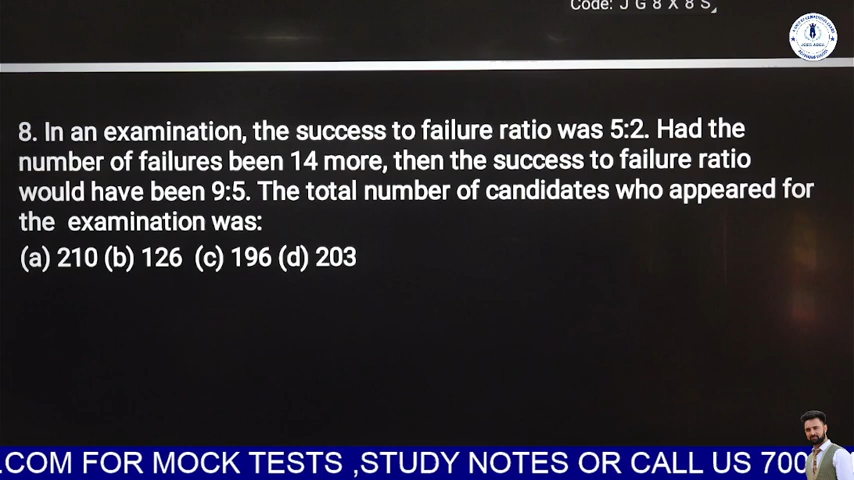 Code: J G 8 X 8 S
8. In an examination, the success to failure ratio was 5:2. Had the
number of failures been 14 more, then the success to failure ratio
would have been 9:5. The total number of candidates who appeared for
the examination was:
(a) 210 (b) 126 (c) 196 (d) 203
.COM FOR MOCK TESTS ,STUDY NOTES OR CALL US 700